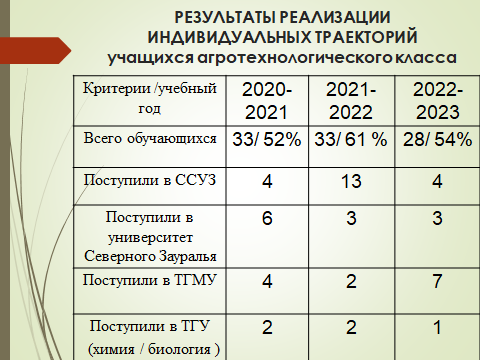 РЕЗУЛЬТАТЫ РЕАЛИЗАЦИИ
ИНДИВИДУАЛЬНЫХ ТРАЕКТОРИЙ
учащихся агротехнологического класса
Критерии /учебный год 2020-2021 2021-2022 2022-2023
Всего обучающихся 33/ 52% 33/ 61 % 28/ 54%
Поступили в ССУЗ 4 13 4
Поступили в университет Северного Зауралья 6 3 3
Поступили в ТГМУ 4 2 7
Поступили в ТГУ (химия / биология ) 2 2 1